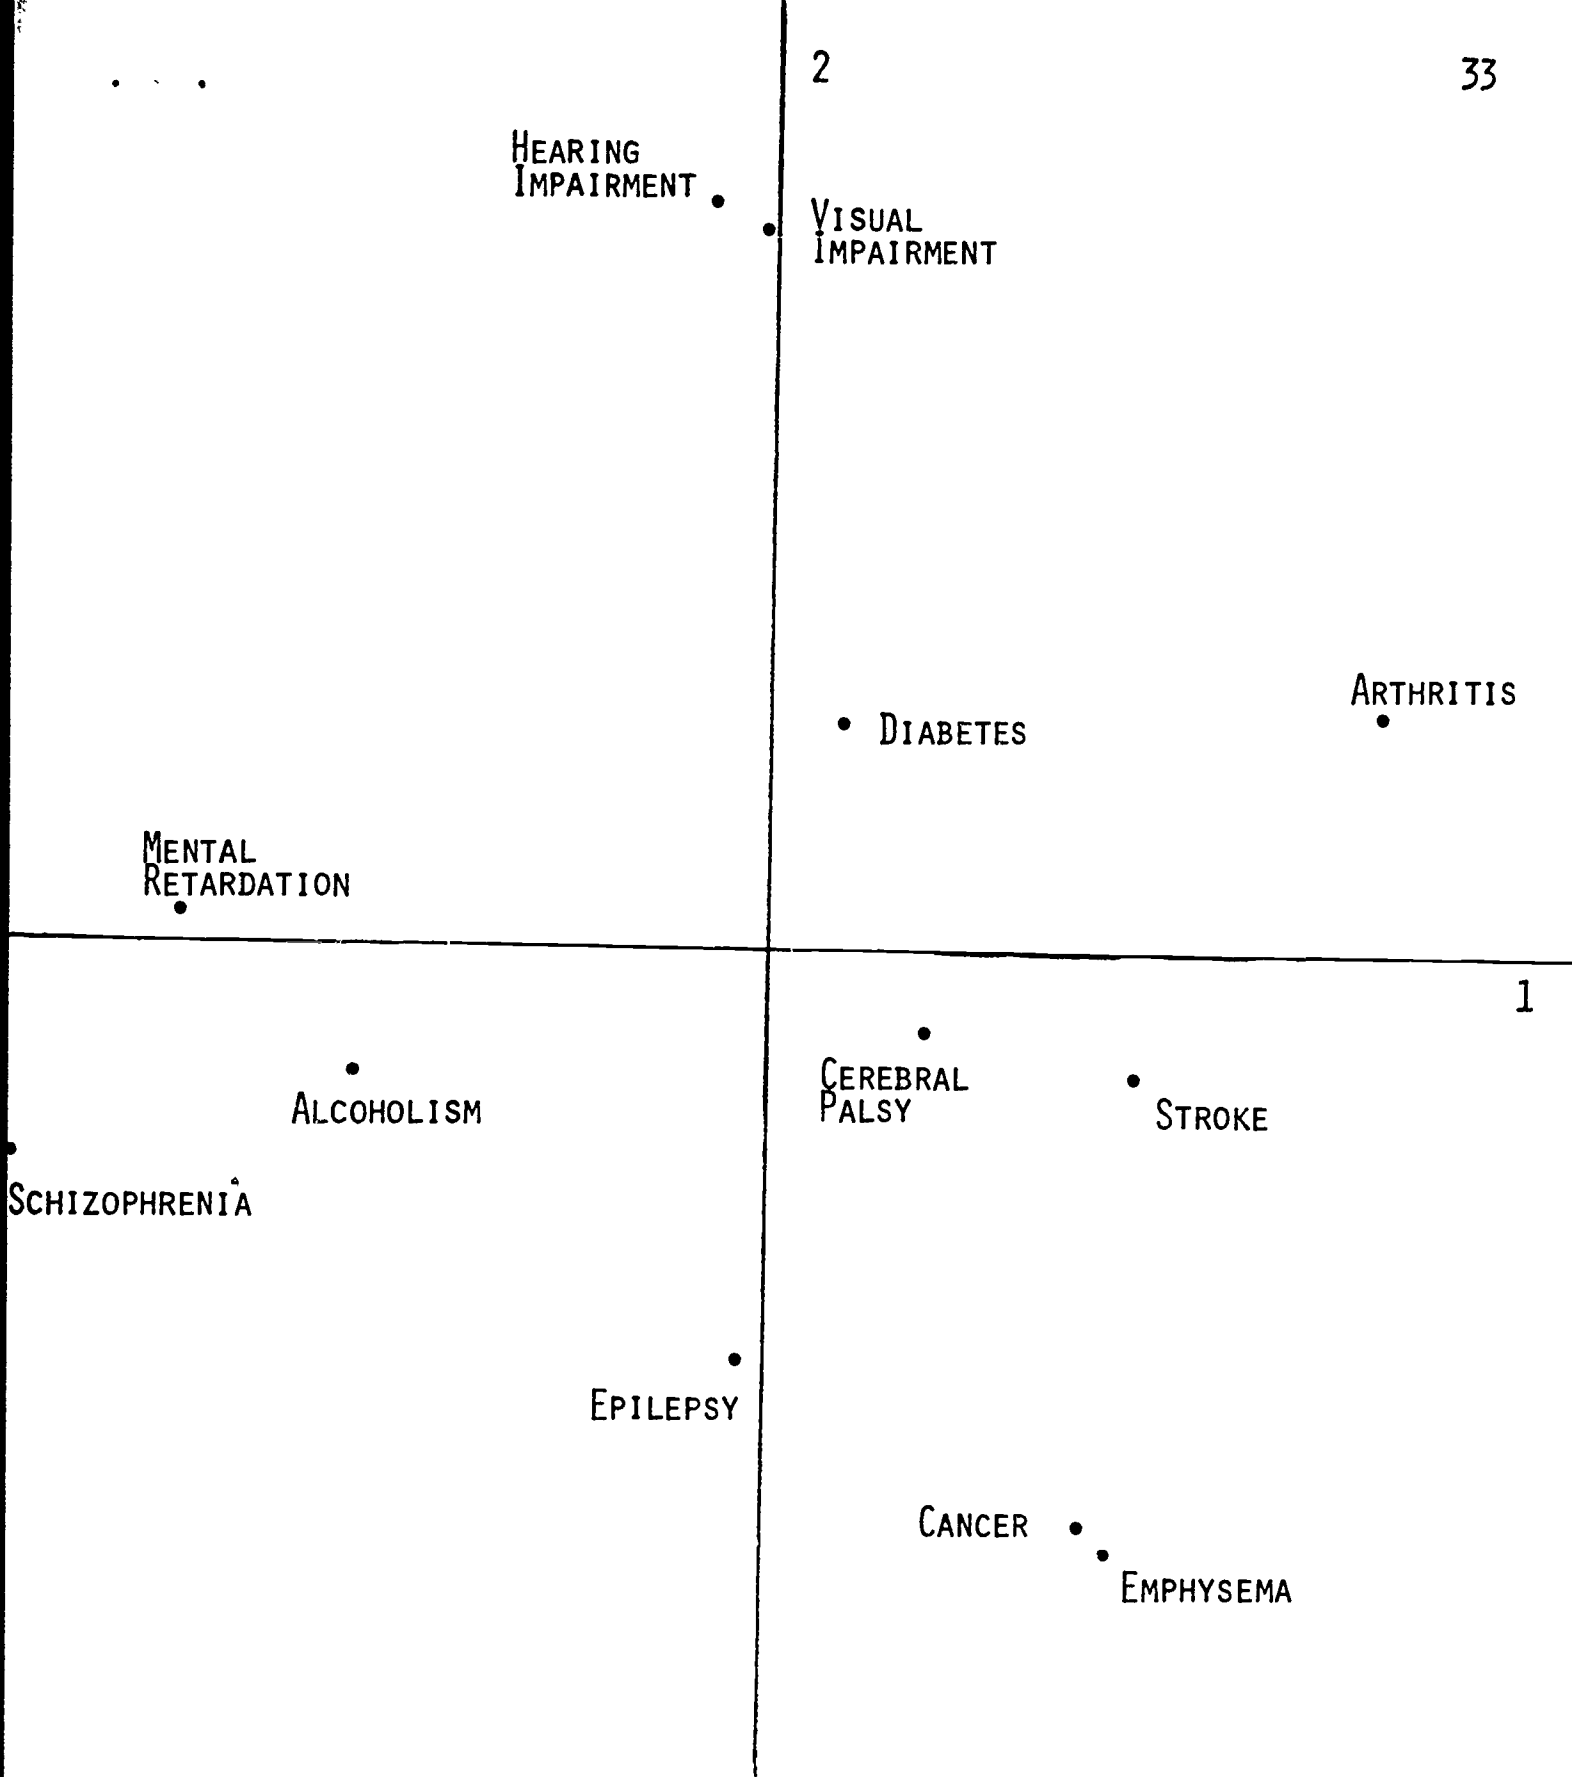 2
33
HEARING
IMPAIRMENT
VISUAL
IMPAIRMENT
ARTHRITIS
DIABETES
MENTAL
RETARDATION
1
CEREBRAL
PALSY
STROKE
ALCOHOLISM
SCHIZOPHRENIA
EPILEPSY
CANCER
EMPHYSEMA